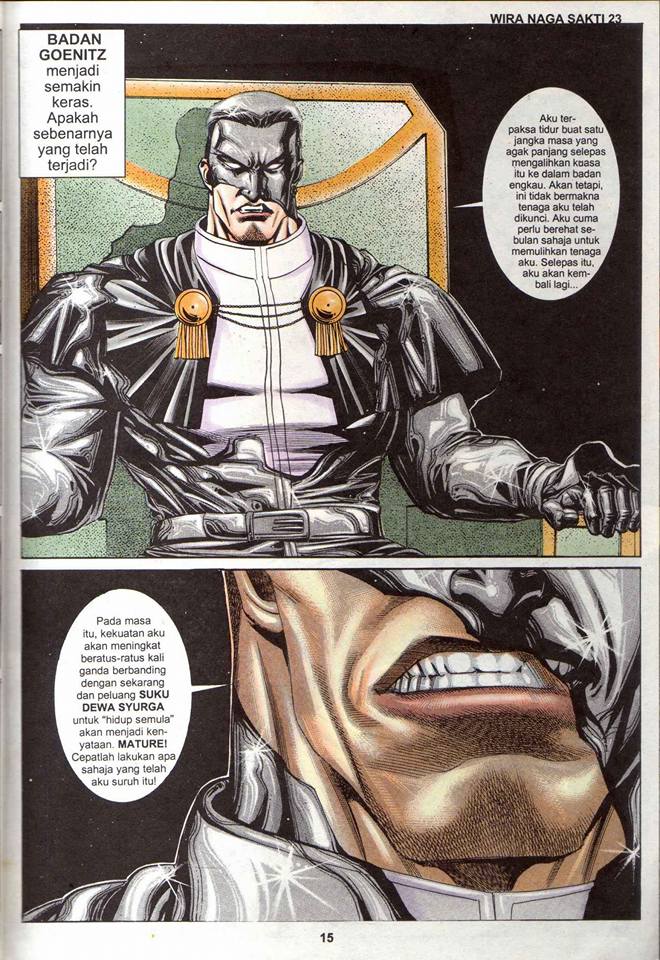 WIRA NAGA SAKTI 23
BADAN
GOENITZ
menjadi
semakin
keras.
Apakah
sebenarnya
yang telah
terjadi?
Aku ter-
paksa tidur buat satu
jangka masa yang
agak panjang selepas
mengalihkan kuasa
itu ke dalam badan
engkau. Akan tetapi,
ini tidak bermakna
tenaga aku telah
dikunci. Aku cuma
perlu berehat se-
bulan sahaja untuk
memulihkan tenaga
aku. Selepas itu,
aku akan kem-
bali lagi...
Pada masa
itu, kekuatan aku
akan meningkat
beratus-ratus kali
ganda berbanding
dengan sekarang
dan peluang SUKU
DEWA SYURGA
untuk "hidup semula"
akan menjadi ken-
yataan. MATURE!
Cepatlah lakukan apa
sahaja yang telah
aku suruh itu!
15